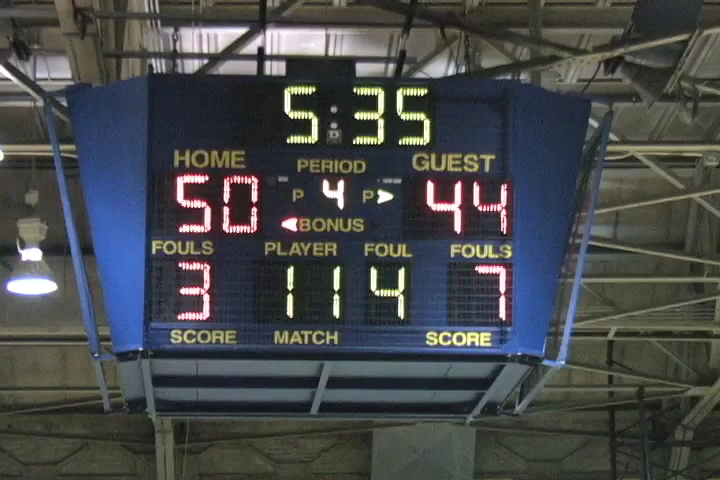 5:35
HOME PERIOD GUEST
50 P 4 P 44
BONUS
FOULS PLAYER FOUL FOULS
3 11 4 7
SCORE MATCH SCORE